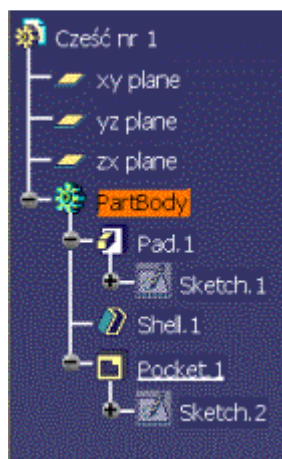 Cześć nr 1
xy plane
yz plane
zx plane
PartBody
Pad.1
Sketch.1
Shell.1
Pocket.1
Sketch.2